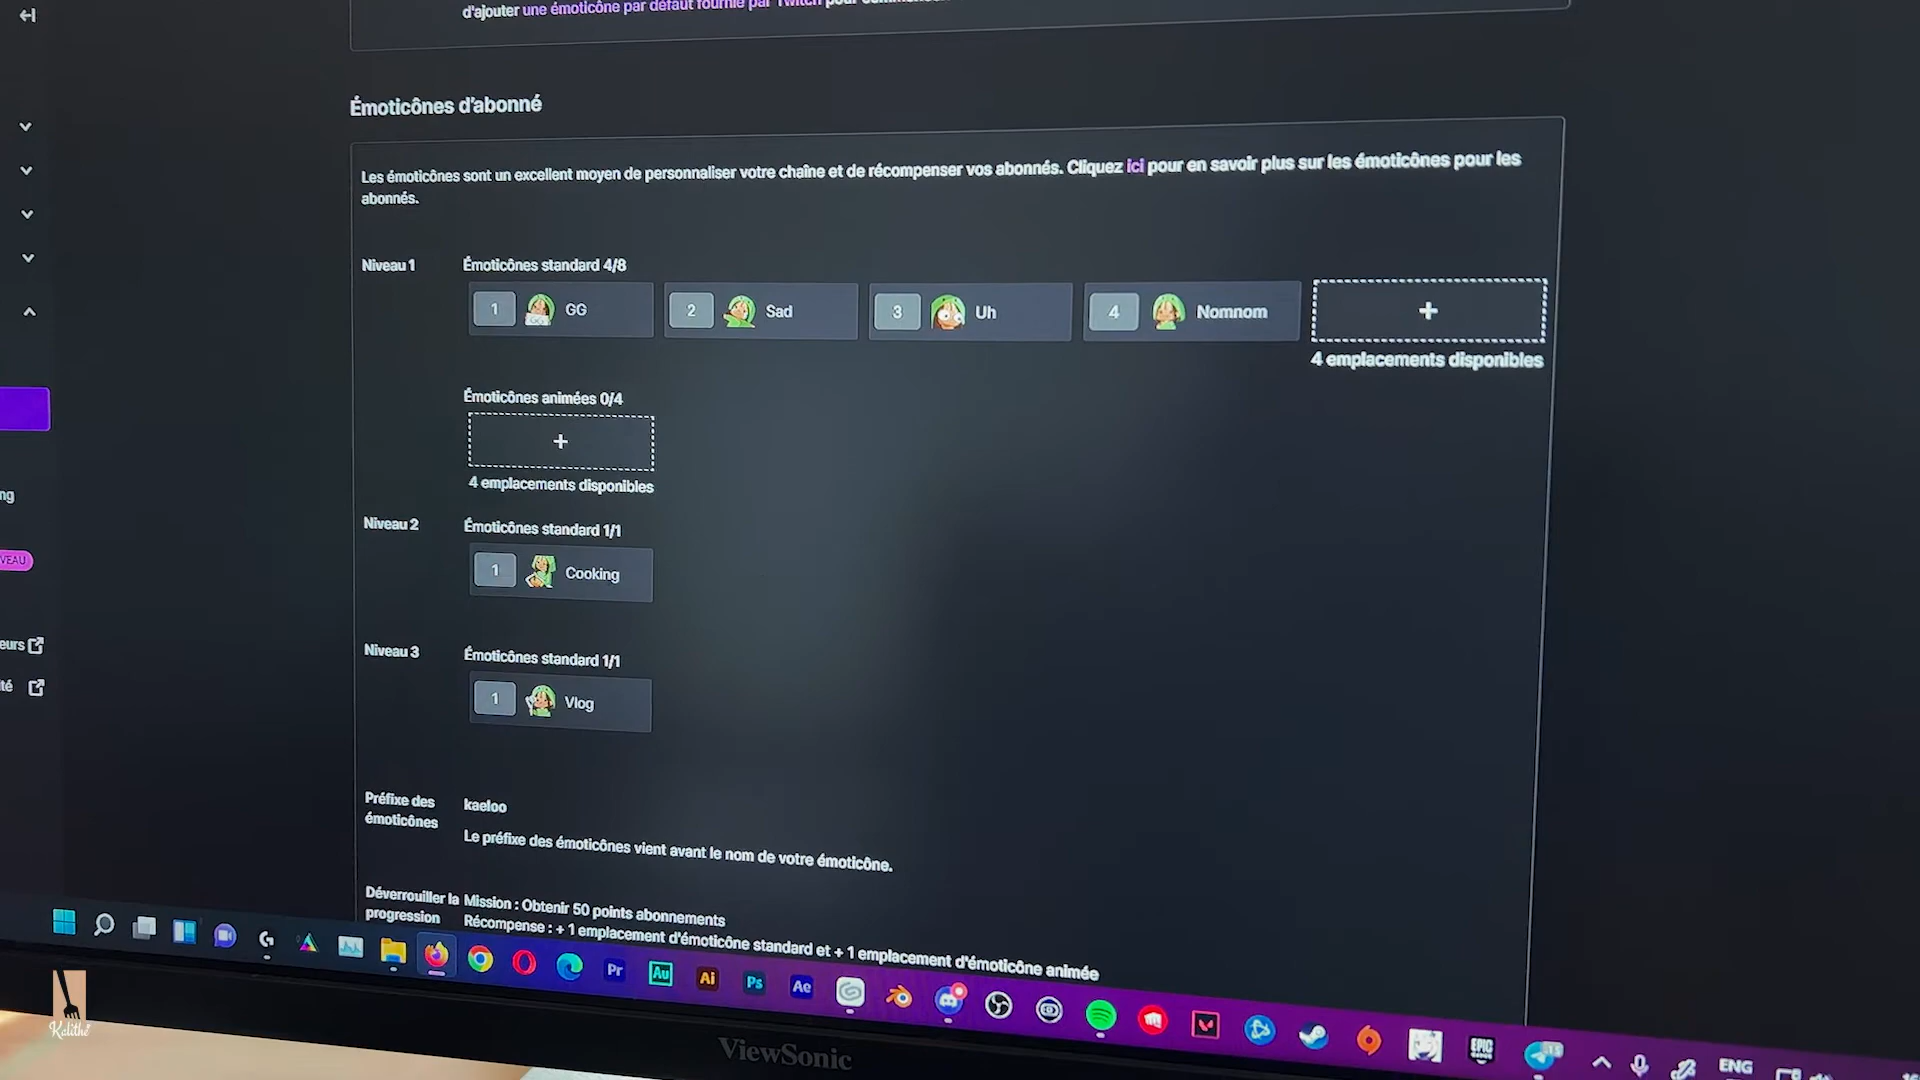 d'ajouter une émoticône par défaut fournie par Twitch pour
Émoticônes d'abonné
Les émoticônes sont un excellent moyen de personnaliser votre chaîne et de récompenser vos abonnés. Cliquez ici pour en savoir plus sur les émoticônes pour les
abonnés.
Niveau 1
Émoticônes standard 4/8
1 GG
2 Sad
3 Uh
4 Nomnom
+
4 emplacements disponibles
Émoticônes animées 0/4
+
4 emplacements disponibles
Niveau 2
Émoticônes standard 1/1
1 Cooking
Niveau 3
Émoticônes standard 1/1
1 Vlog
Préfixe des
émoticônes
kaeloo
Le préfixe des émoticônes vient avant le nom de votre émoticône.
Déverrouiller la
progression
Mission : Obtenir 50 points abonnements
Récompense : + 1 emplacement d'émoticône standard et + 1 emplacement d'émoticône animée
ng
VEAU
eurs
té
Pr
Au
Ai
Ps
Ae
EPIC
ENG
ViewSonic
Kalithé